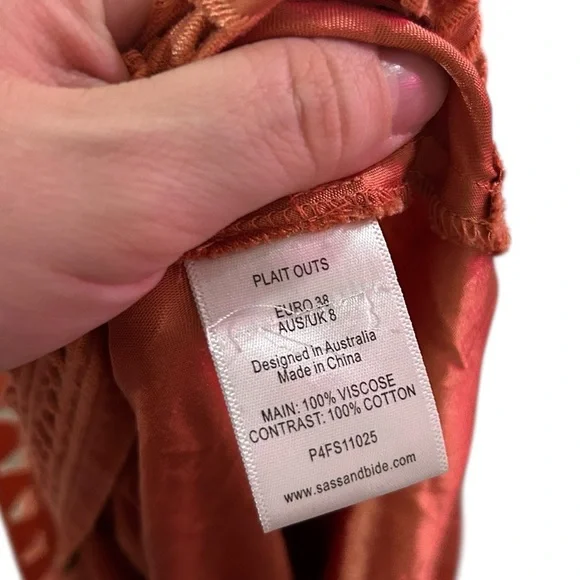 PLAIT OUTS
EURO 38
AUS/UK 8
Designed in Australia
Made in China
MAIN: 100% VISCOSE
CONTRAST: 100% COTTON
P4FS11025
www.sassandbide.com